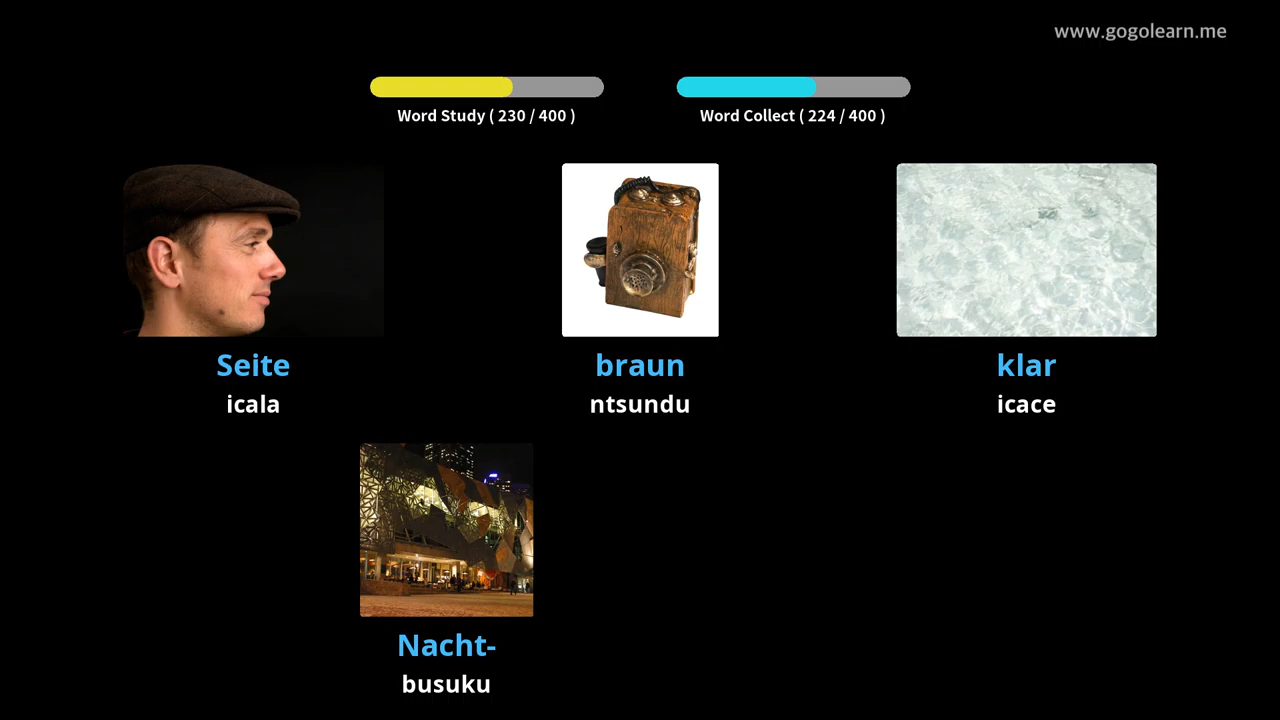 www.gogolearn.me
Word Study ( 230 / 400 )
Word Collect ( 224 / 400 )
Seite
icala
braun
ntsundu
klar
icace
Nacht-
busuku